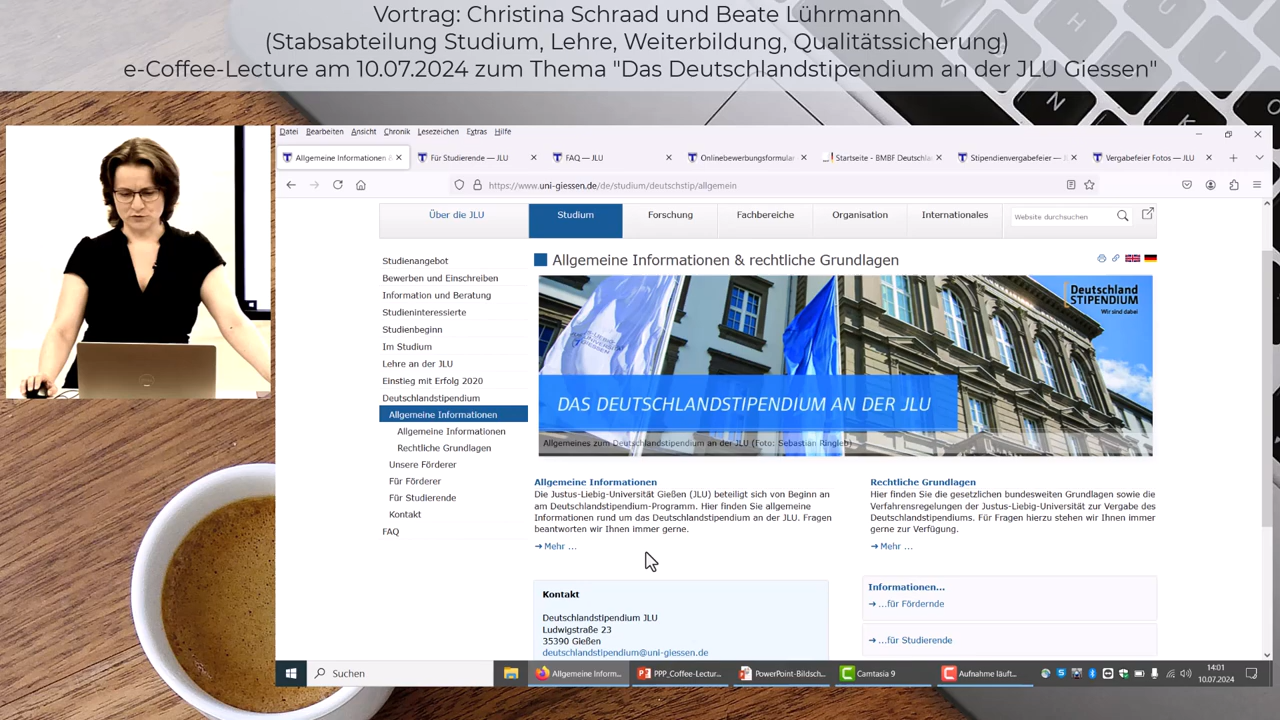 Vortrag: Christina Schraad und Beate Lührmann
(Stabsabteilung Studium, Lehre, Weiterbildung, Qualitätssicherung)
e-Coffee-Lecture am 10.07.2024 zum Thema "Das Deutschlandstipendium an der JLU Giessen"
Datei Bearbeiten Ansicht Chronik Lesezeichen Extras Hilfe
Allgemeine Informationen &
Für Studierende — JLU
FAQ — JLU
Onlinebewerbungsformular
Startseite - BMBF Deutschla
Stipendienvergabefeier — JL
Vergabefeier Fotos — JLU
https://www.uni-giessen.de/de/studium/deutschstip/allgemein
Über die JLU
Studium
Forschung
Fachbereiche
Organisation
Internationales
Website durchsuchen
Studienangebot
Bewerben und Einschreiben
Information und Beratung
Studieninteressierte
Studienbeginn
Im Studium
Lehre an der JLU
Einstieg mit Erfolg 2020
Deutschlandstipendium
Allgemeine Informationen
Allgemeine Informationen
Rechtliche Grundlagen
Unsere Förderer
Für Förderer
Für Studierende
Kontakt
FAQ
Allgemeine Informationen & rechtliche Grundlagen
Deutschland
STIPENDIUM
Wir sind dabei
DAS DEUTSCHLANDSTIPENDIUM AN DER JLU
Allgemeines zum Deutschlandstipendium an der JLU (Foto: Sebastian Ringleb)
Allgemeine Informationen
Die Justus-Liebig-Universität Gießen (JLU) beteiligt sich von Beginn an
am Deutschlandstipendium-Programm. Hier finden Sie allgemeine
Informationen rund um das Deutschlandstipendium an der JLU. Fragen
beantworten wir Ihnen immer gerne.
→ Mehr ...
Rechtliche Grundlagen
Hier finden Sie die gesetzlichen bundesweiten Grundlagen sowie die
Verfahrensregelungen der Justus-Liebig-Universität zur Vergabe des
Deutschlandstipendiums. Für Fragen hierzu stehen wir Ihnen immer
gerne zur Verfügung.
→ Mehr ...
Kontakt
Deutschlandstipendium JLU
Ludwigstraße 23
35390 Gießen
deutschlandstipendium@uni-giessen.de
Informationen...
→ ...für Fördernde
→ ...für Studierende
Suchen
Allgemeine Inform...
PPP_Coffee-Lectur...
PowerPoint-Bildsch...
Camtasia 9
Aufnahme läuft...
14:01
10.07.2024